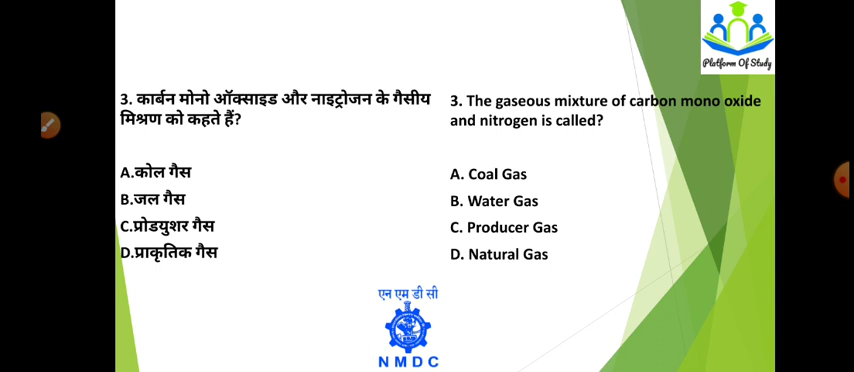 Platform Of Study
3. कार्बन मोनो ऑक्साइड और नाइट्रोजन के गैसीय
मिश्रण को कहते हैं?
A.कोल गैस
B.जल गैस
C.प्रोडयुशर गैस
D.प्राकृतिक गैस
3. The gaseous mixture of carbon mono oxide
and nitrogen is called?
A. Coal Gas
B. Water Gas
C. Producer Gas
D. Natural Gas
एन एम डी सी
NMDC